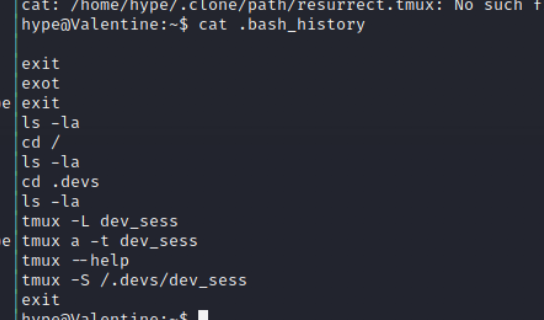 cat: /home/hype/.clone/path/resurrect.tmux: No such f
hype@Valentine:~$ cat .bash_history
exit
exot
exit
ls -la
cd /
ls -la
cd .devs
ls -la
tmux -L dev_sess
tmux a -t dev_sess
tmux --help
tmux -S /.devs/dev_sess
exit
hype@Valentine:~$